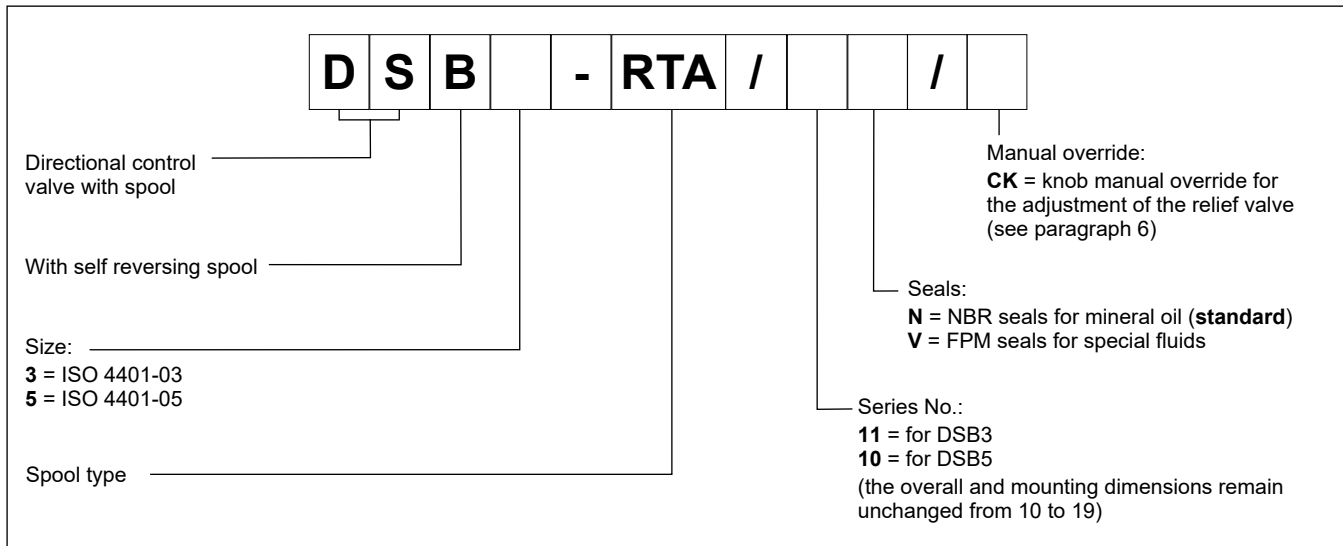 D S B - RTA / /
Directional control
valve with spool
With self reversing spool
Size:
3 = ISO 4401-03
5 = ISO 4401-05
Spool type
Manual override:
CK = knob manual override for
the adjustment of the relief valve
(see paragraph 6)
Seals:
N = NBR seals for mineral oil (standard)
V = FPM seals for special fluids
Series No.:
11 = for DSB3
10 = for DSB5
(the overall and mounting dimensions remain
unchanged from 10 to 19)